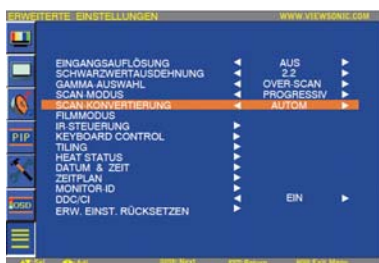 ERWEITERTE EINSTELLUNGEN WWW.VIEWSONIC.COM
EINGANGSAUFLÖSUNG AUS
SCHWARZWERTAUSDEHNUNG 2.2
GAMMA-AUSWAHL OVER-SCAN
SCAN-MODUS PROGRESSIV
SCAN-KONVERTIERUNG AUTOM
FILMMODUS
IR-STEUERUNG
KEYBOARD CONTROL
TILING
HEAT STATUS
DATUM & ZEIT
ZEITPLAN
MONITOR-ID
DDC/CI EIN
ERW. EINST. RÜCKSETZEN
PIP
OSD